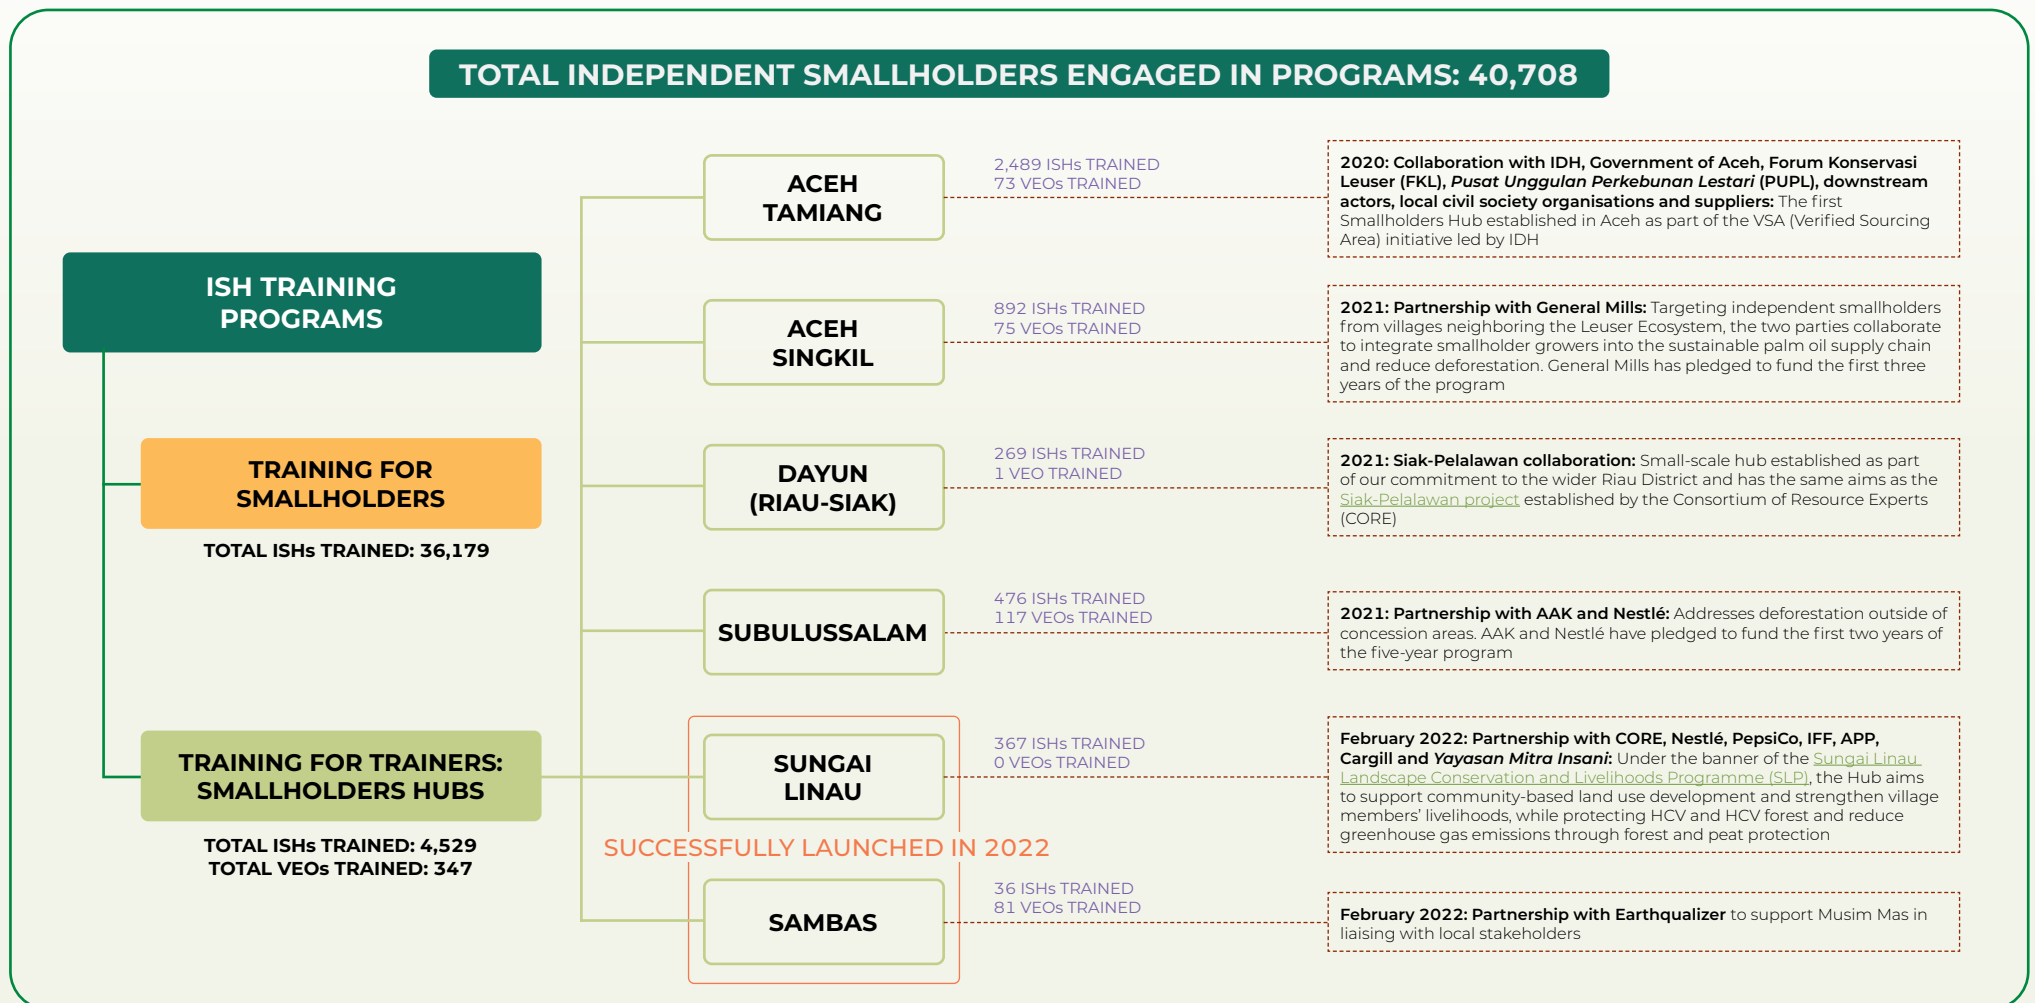 TOTAL INDEPENDENT SMALLHOLDERS ENGAGED IN PROGRAMS: 40,708
ISH TRAINING
PROGRAMS
TRAINING FOR
SMALLHOLDERS
TOTAL ISHs TRAINED: 36,179
TRAINING FOR TRAINERS:
SMALLHOLDERS HUBS
TOTAL ISHs TRAINED: 4,529
TOTAL VEOs TRAINED: 347
ACEH
TAMIANG
2,489 ISHs TRAINED
73 VEOs TRAINED
2020: Collaboration with IDH, Government of Aceh, Forum Konservasi
Leuser (FKL), Pusat Unggulan Perkebunan Lestari (PUPL), downstream
actors, local civil society organisations and suppliers: The first
Smallholders Hub established in Aceh as part of the VSA (Verified Sourcing
Area) initiative led by IDH
ACEH
SINGKIL
892 ISHs TRAINED
75 VEOs TRAINED
2021: Partnership with General Mills: Targeting independent smallholders
from villages neighboring the Leuser Ecosystem, the two parties collaborate
to integrate smallholder growers into the sustainable palm oil supply chain
and reduce deforestation. General Mills has pledged to fund the first three
years of the program
DAYUN
(RIAU-SIAK)
269 ISHs TRAINED
1 VEO TRAINED
2021: Siak-Pelalawan collaboration: Small-scale hub established as part
of our commitment to the wider Riau District and has the same aims as the
Siak-Pelalawan project established by the Consortium of Resource Experts
(CORE)
SUBULUSSALAM
476 ISHs TRAINED
117 VEOs TRAINED
2021: Partnership with AAK and Nestlé: Addresses deforestation outside of
concession areas. AAK and Nestlé have pledged to fund the first two years of
the five-year program
SUNGAI
LINAU
367 ISHs TRAINED
0 VEOs TRAINED
February 2022: Partnership with CORE, Nestlé, PepsiCo, IFF, APP,
Cargill and Yayasan Mitra Insani: Under the banner of the Sungai Linau
Landscape Conservation and Livelihoods Programme (SLP), the Hub aims
to support community-based land use development and strengthen village
members' livelihoods, while protecting HCV and HCV forest and reduce
greenhouse gas emissions through forest and peat protection
SUCCESSFULLY LAUNCHED IN 2022
SAMBAS
36 ISHs TRAINED
81 VEOs TRAINED
February 2022: Partnership with Earthqualizer to support Musim Mas in
liaising with local stakeholders